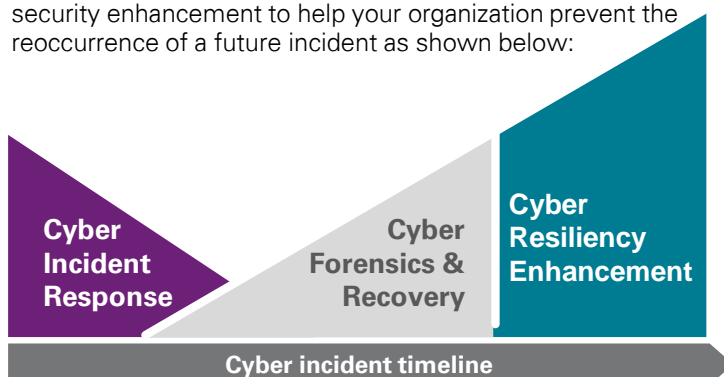 security enhancement to help your organization prevent the
reoccurrence of a future incident as shown below:
Cyber
Incident
Response
Cyber
Forensics &
Recovery
Cyber
Resiliency
Enhancement
Cyber incident timeline